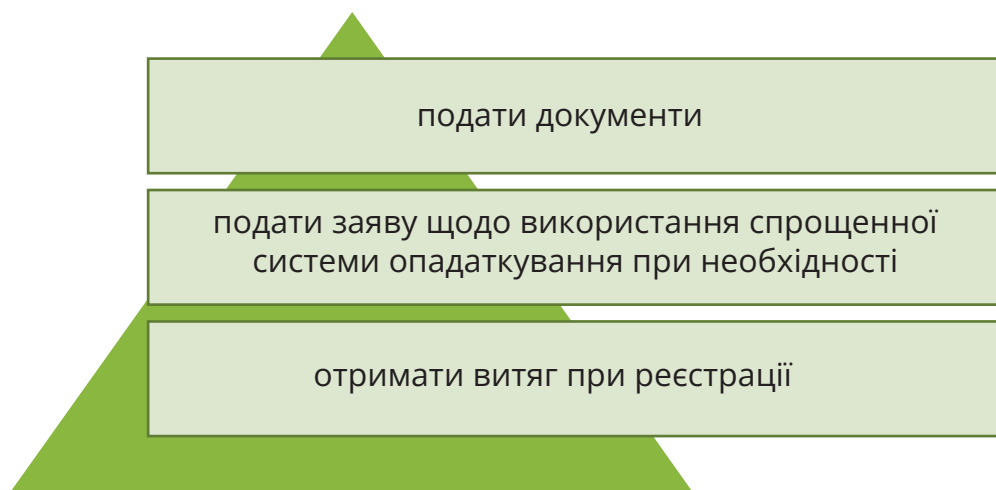 подати документи
подати заяву щодо використання спрощенної
системи опадаткування при необхідності
отримати витяг при реєстрації